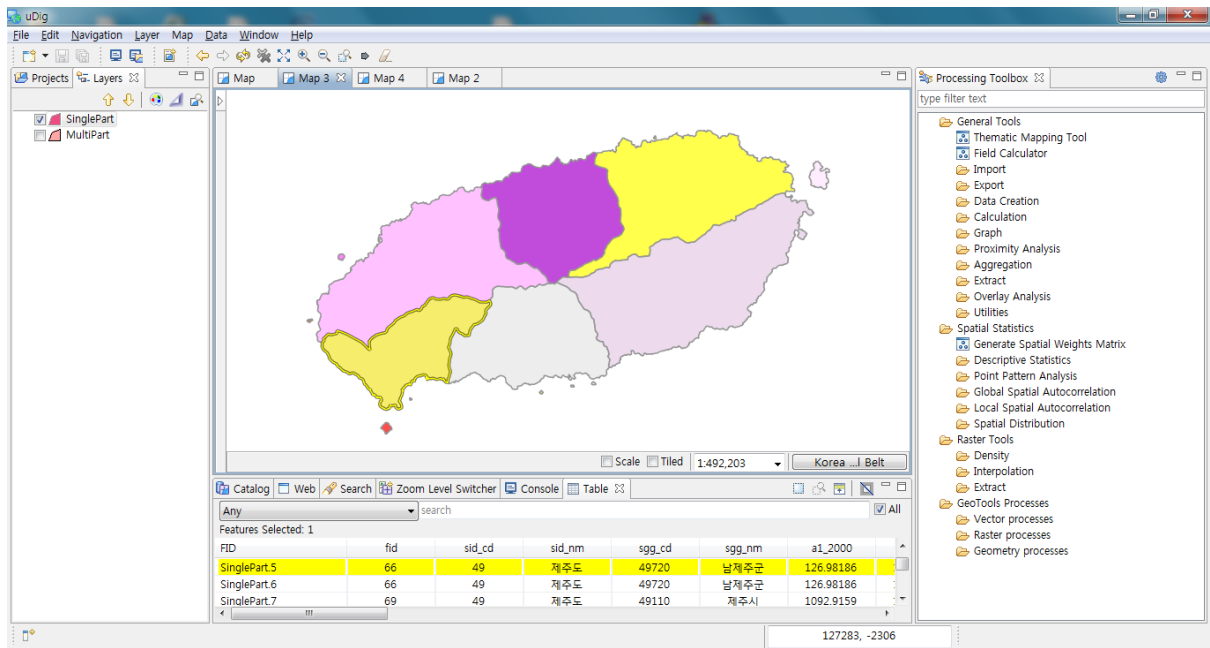 uDig
File Edit Navigation Layer Map Data Window Help
Projects Layers
SinglePart
MultiPart
Map Map 3 Map 4 Map 2
Scale Tiled 1:492,203 Korea ...l Belt
Catalog Web Search Zoom Level Switcher Console Table
Any search All
Features Selected: 1
FID fid sid_cd sid_nm sgg_cd sgg_nm a1_2000
SinglePart.5 66 49 제주도 49720 남제주군 126.98186
SinglePart.6 66 49 제주도 49720 남제주군 126.98186
SinglePart.7 69 49 제주도 49110 제주시 1092.9159
Processing Toolbox
type filter text
General Tools
Thematic Mapping Tool
Field Calculator
Import
Export
Data Creation
Calculation
Graph
Proximity Analysis
Aggregation
Extract
Overlay Analysis
Utilities
Spatial Statistics
Generate Spatial Weights Matrix
Descriptive Statistics
Point Pattern Analysis
Global Spatial Autocorrelation
Local Spatial Autocorrelation
Spatial Distribution
Raster Tools
Density
Interpolation
Extract
GeoTools Processes
Vector processes
Raster processes
Geometry processes
127283, -2306